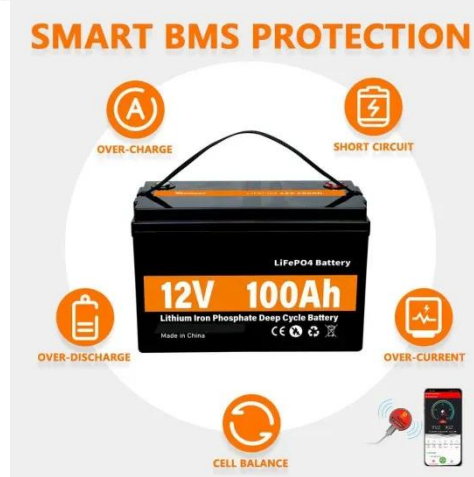 SMART BMS PROTECTION
OVER-CHARGE
SHORT CIRCUIT
LiFePO4 Battery
12V 100Ah
Lithium Iron Phosphate Deep Cycle Battery
Made in China
CE
OVER-DISCHARGE
OVER-CURRENT
CELL BALANCE